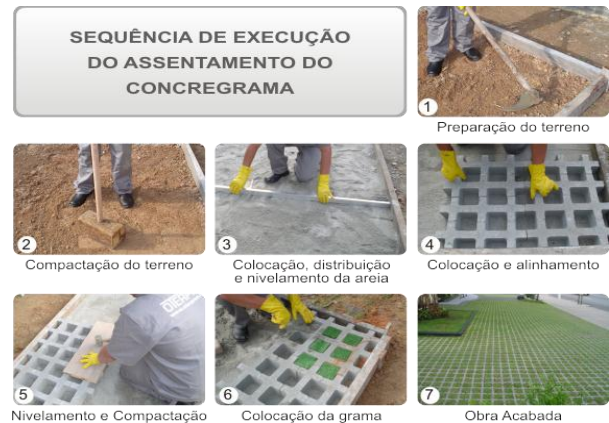 SEQUÊNCIA DE EXECUÇÃO
DO ASSENTAMENTO DO
CONCREGRAMA
1
Preparação do terreno
2
Compactação do terreno
3
Colocação, distribuição
e nivelamento da areia
4
Colocação e alinhamento
5
Nivelamento e Compactação
6
Colocação da grama
7
Obra Acabada